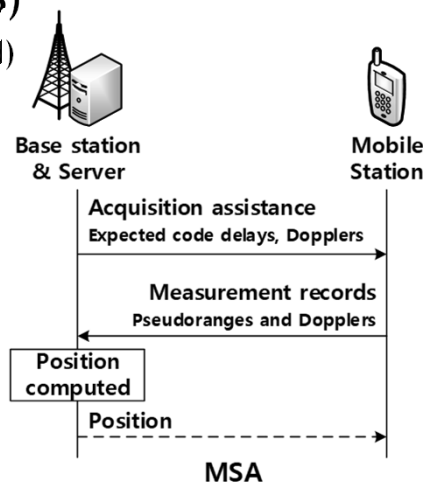 Base station
& Server
Mobile
Station
Acquisition assistance
Expected code delays, Dopplers
Measurement records
Pseudoranges and Dopplers
Position
computed
Position
MSA